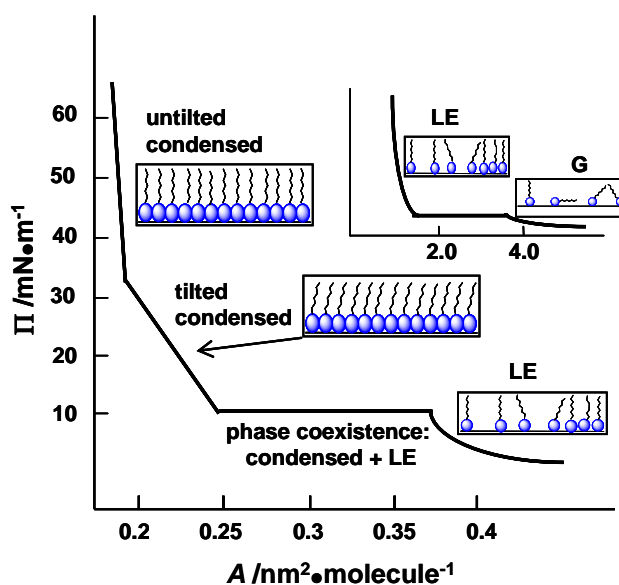 60
50
40
30
20
10
Π /mN●m-1
untilted
condensed
LE
G
2.0
4.0
tilted
condensed
LE
phase coexistence:
condensed + LE
0.2
0.25
0.3
0.35
0.4
A /nm2●molecule-1